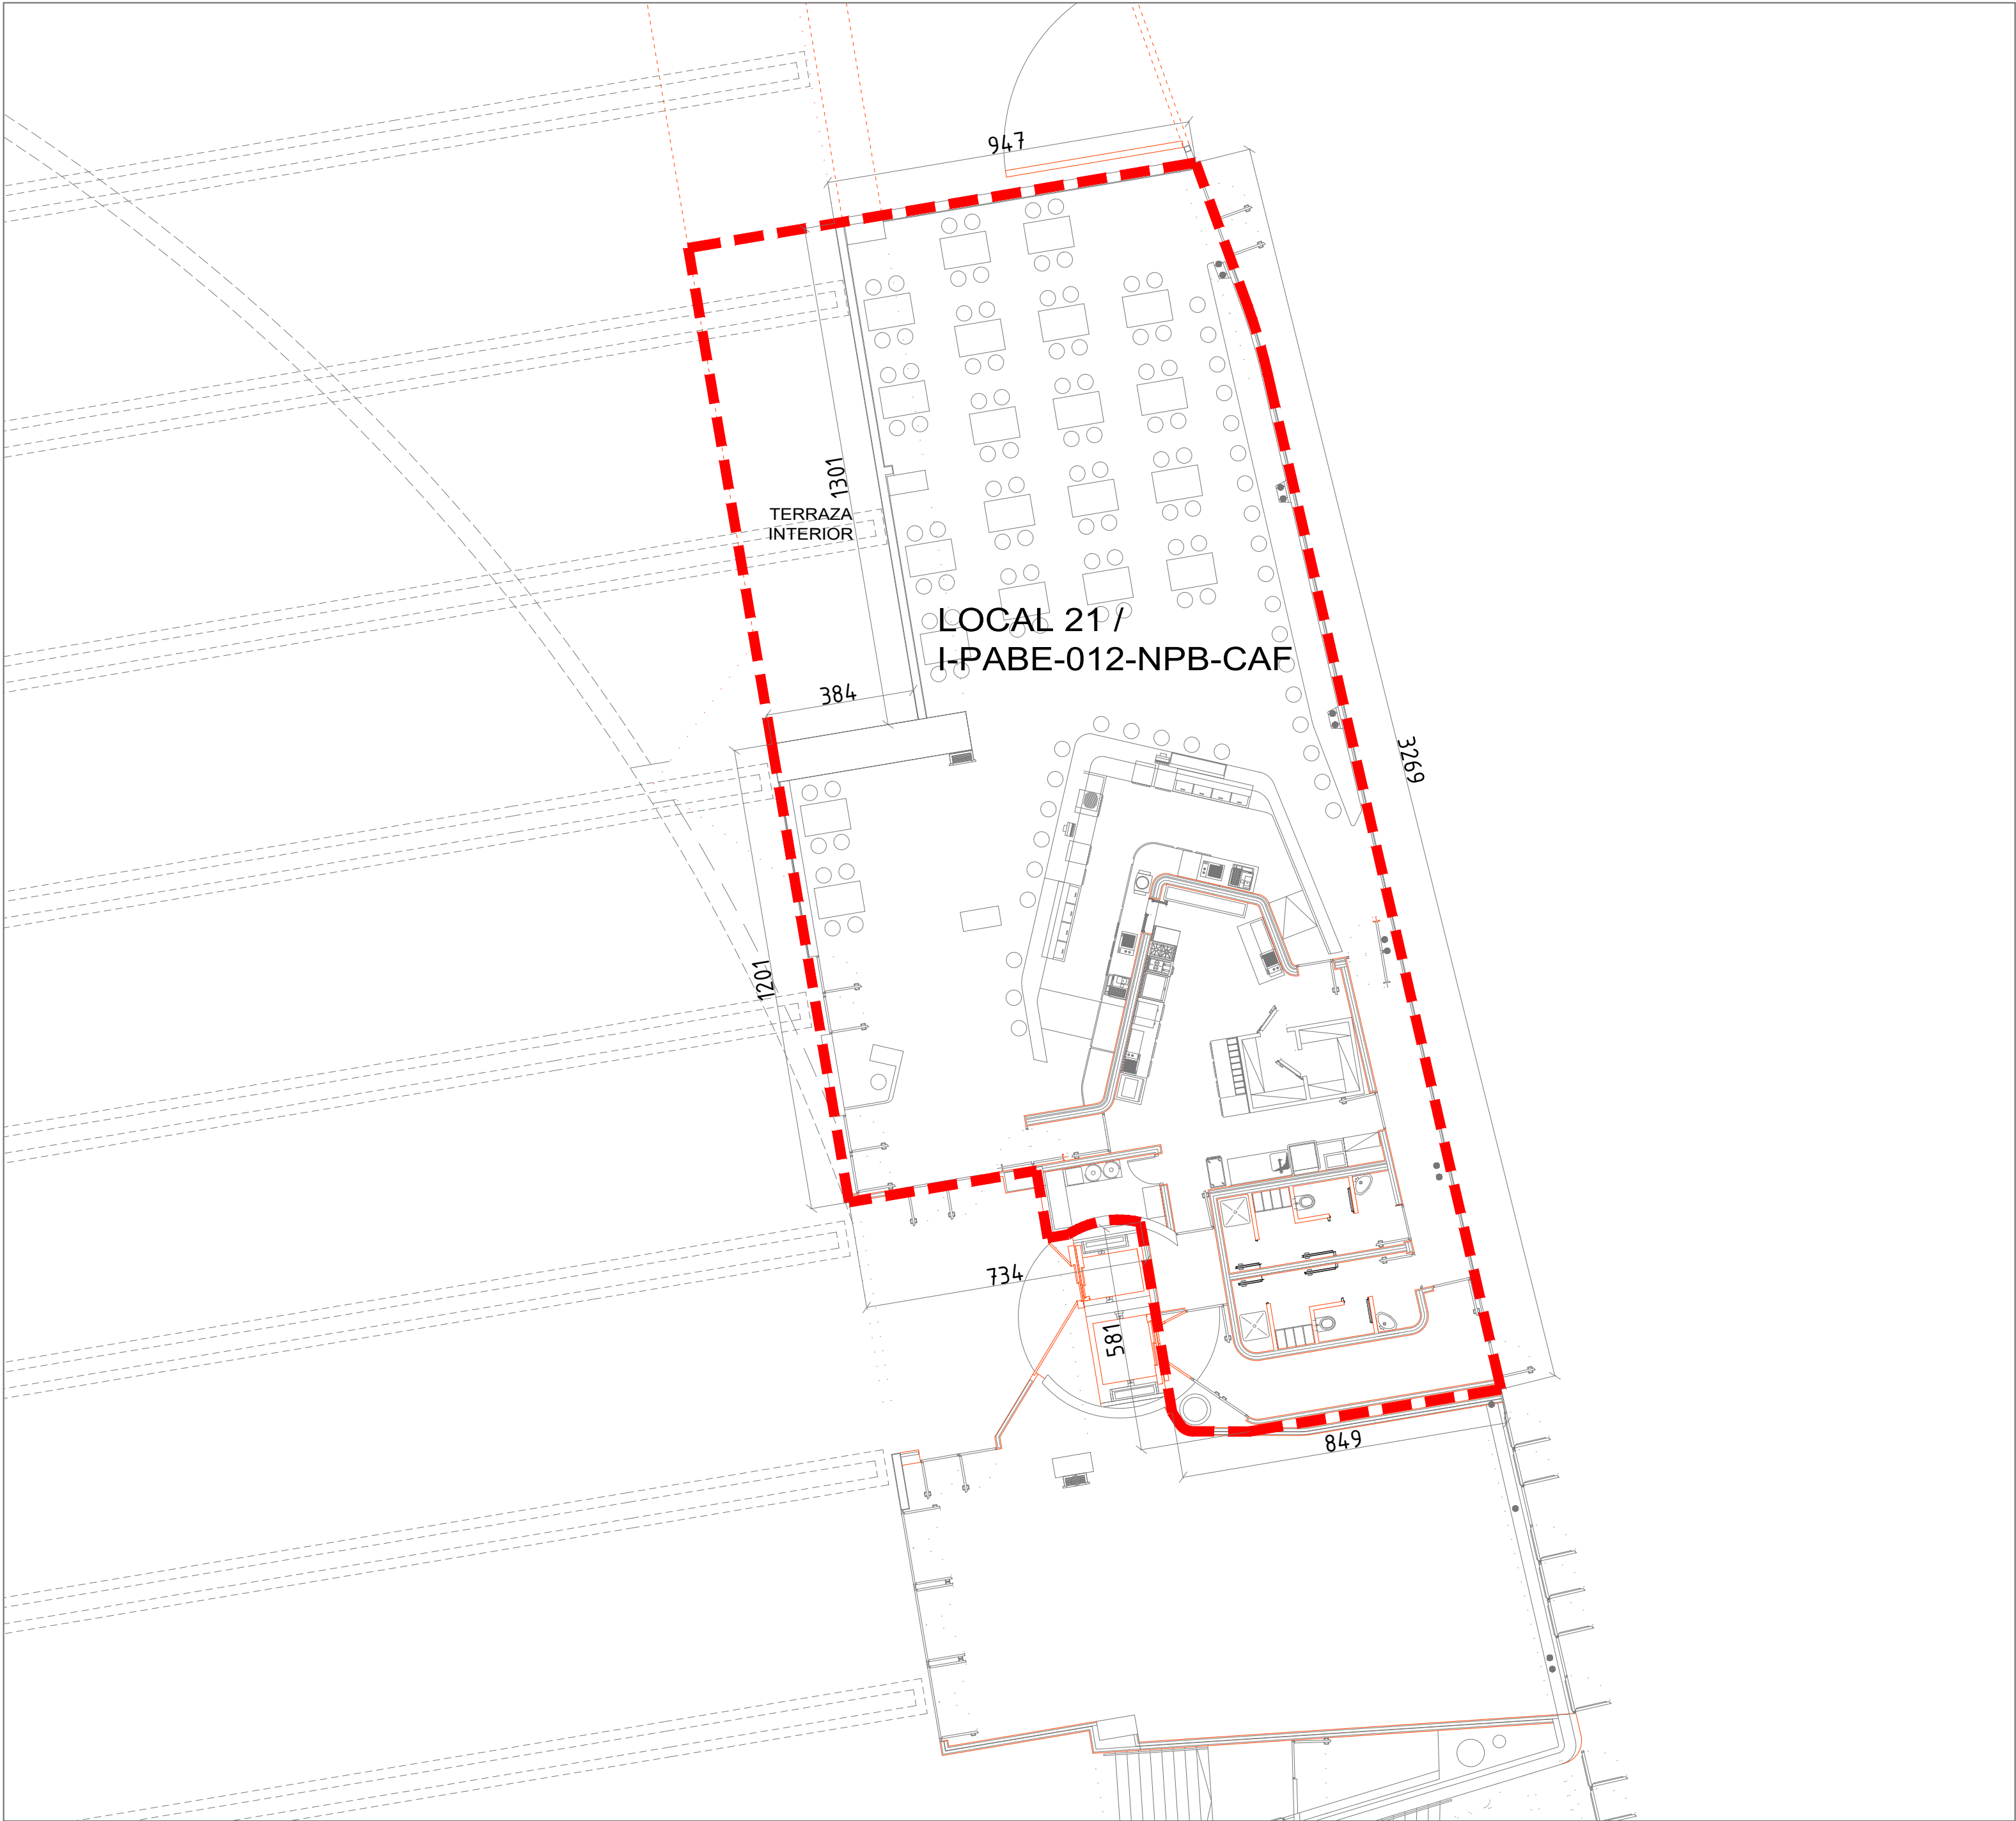 947
1301
TERRAZA
INTERIOR
LOCAL 21 /
I-PABE-012-NPB-CAF
384
3269
1201
734
581
849